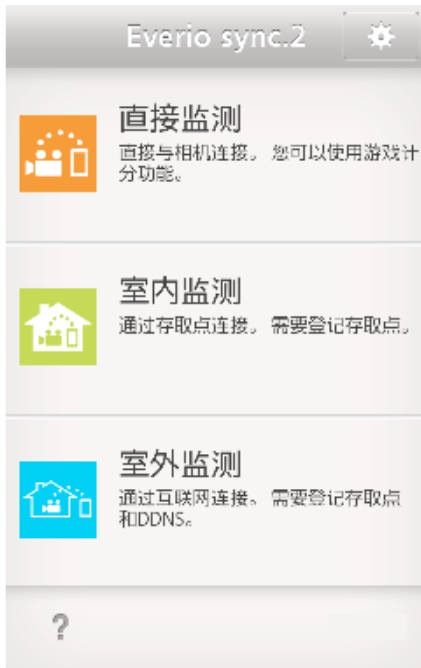 Everio sync.2
直接监测
直接与相机连接。 您可以使用游戏计
分功能。
室内监测
通过存取点连接。 需要登记存取点。
室外监测
通过互联网连接。 需要登记存取点
和DDNS。
?